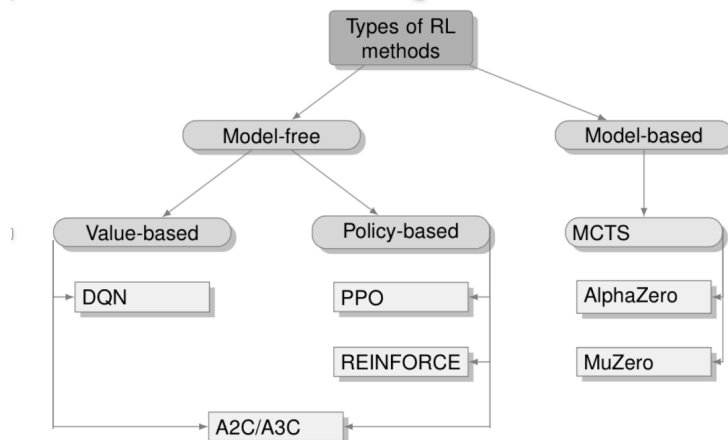 Types of RL
methods
Model-free
Model-based
Value-based
Policy-based
MCTS
DQN
PPO
AlphaZero
REINFORCE
MuZero
A2C/A3C